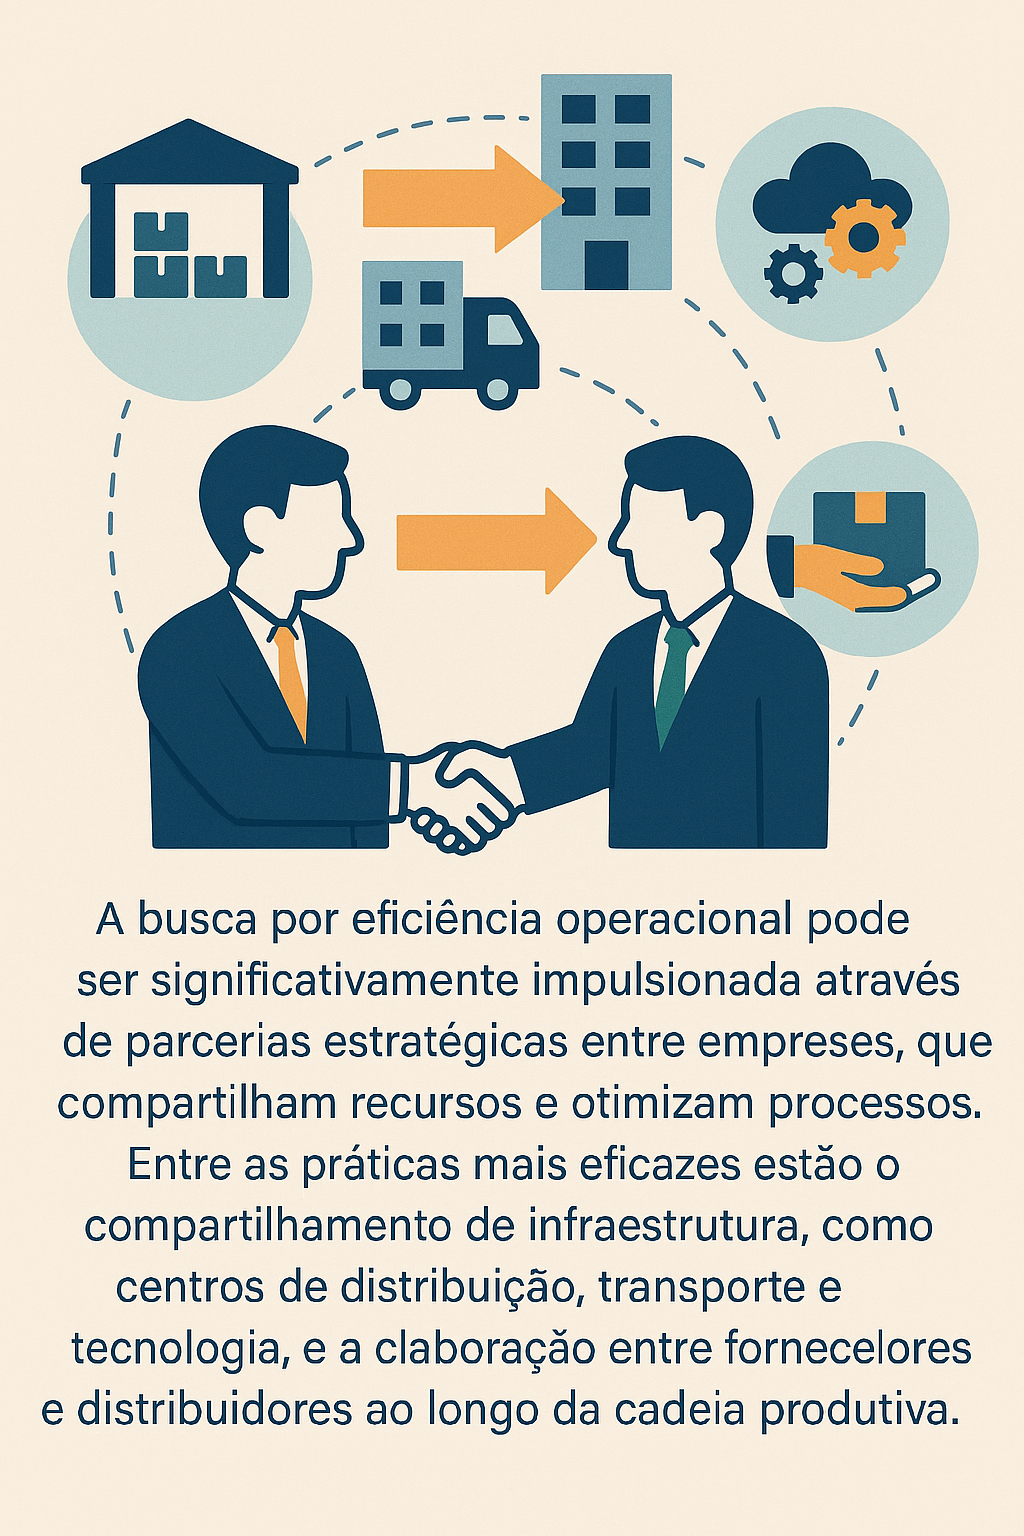 A busca por eficiência operacional pode
ser significativamente impulsionada através
de parcerias estratégicas entre empreses, que
compartilham recursos e otimizam processos.
Entre as práticas mais eficazes estão o
compartilhamento de infraestrutura, como
centros de distribuição, transporte e
tecnologia, e a claboração entre fornecelores
e distribuidores ao longo da cadeia produtiva.